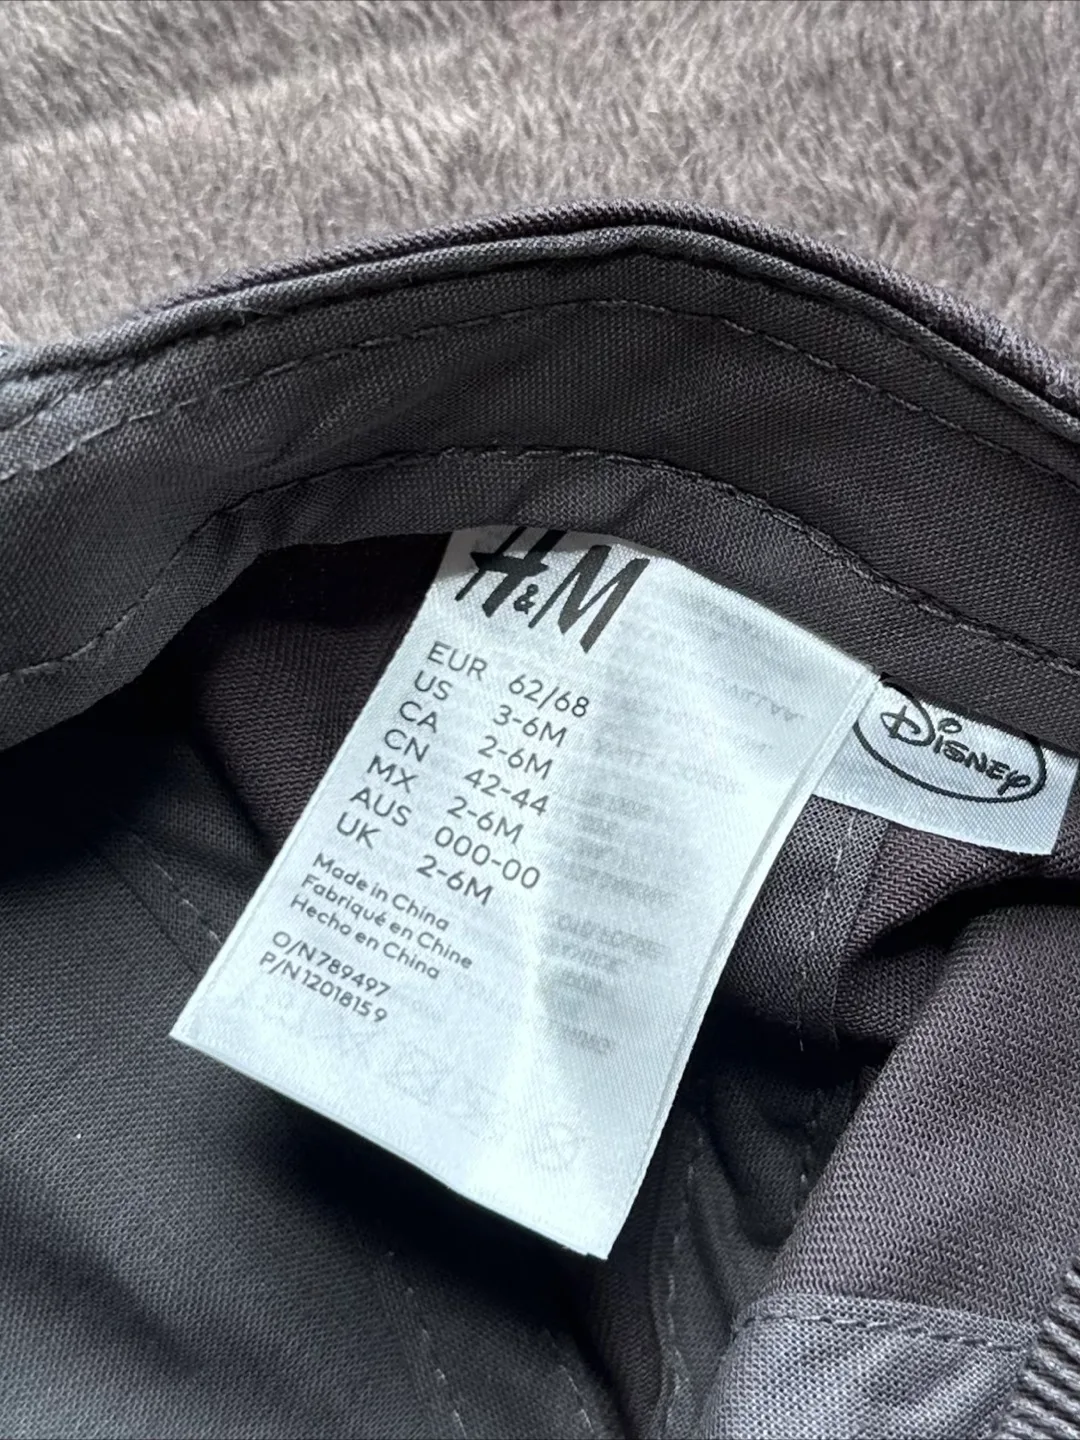 H&M
EUR 62/68
US 3-6M
CA 2-6M
CN 42-44
MX 2-6M
AUS 000-00
UK 2-6M
Made in China
Fabriqué en Chine
Hecho en China
O/N 789497
P/N 12018159
Disney